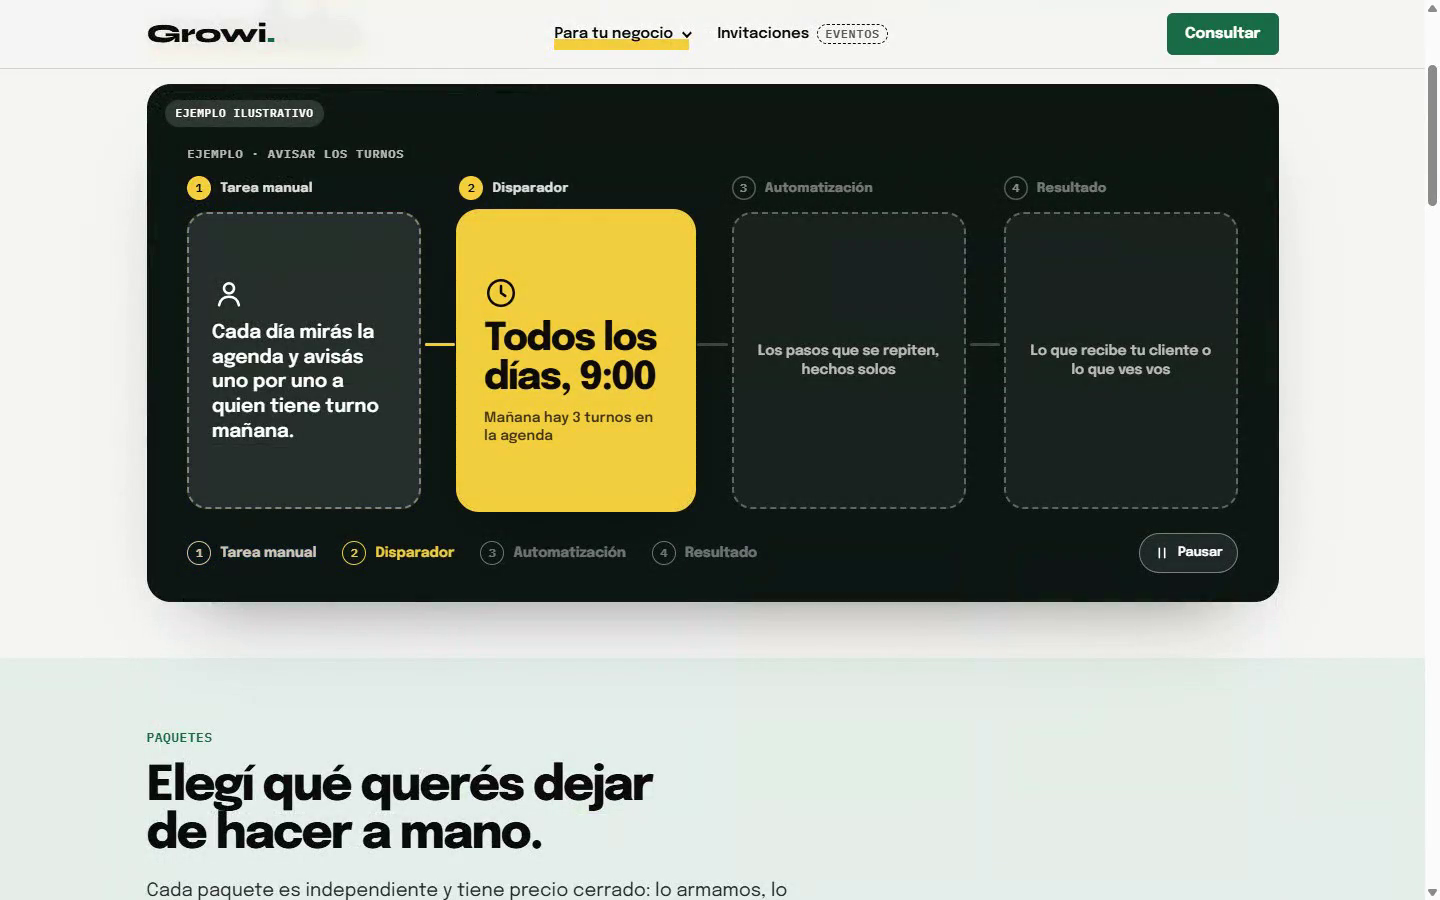 Growi.
Para tu negocio
Invitaciones EVENTOS
Consultar
EJEMPLO ILUSTRATIVO
EJEMPLO · AVISAR LOS TURNOS
1 Tarea manual
2 Disparador
3 Automatización
4 Resultado
Cada día mirás la
agenda y avisás
uno por uno a
quien tiene turno
mañana.
Todos los
días, 9:00
Mañana hay 3 turnos en
la agenda
Los pasos que se repiten,
hechos solos
Lo que recibe tu cliente o
lo que ves vos
1 Tarea manual
2 Disparador
3 Automatización
4 Resultado
Pausar
PAQUETES
Elegí qué querés dejar
de hacer a mano.
Cada paquete es independiente y tiene precio cerrado: lo armamos, lo